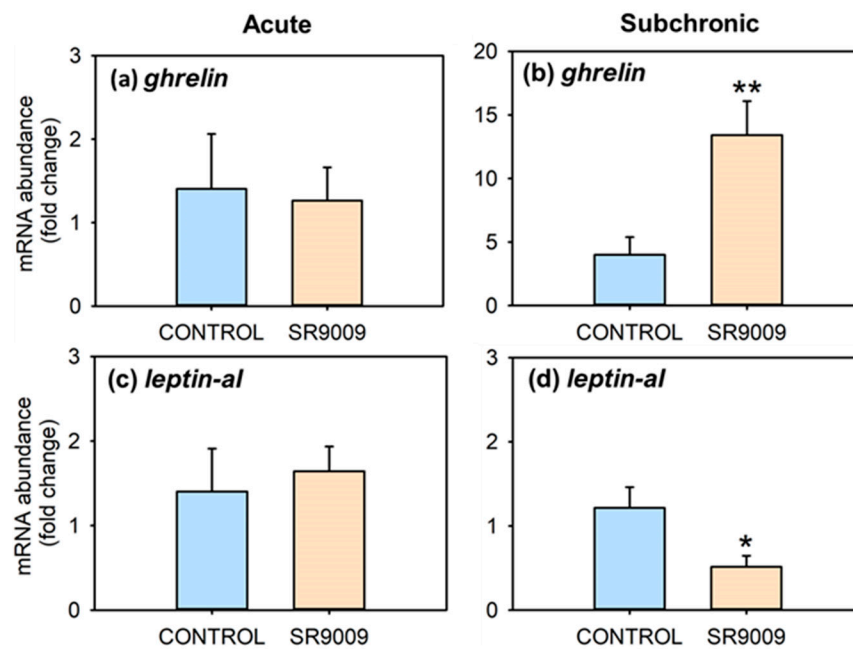 Acute
Subchronic
mRNA abundance
(fold change)
3
2
1
0
(a) ghrelin
CONTROL SR9009
20
15
10
5
0
(b) ghrelin
**
CONTROL SR9009
mRNA abundance
(fold change)
3
2
1
0
(c) leptin-aI
CONTROL SR9009
3
2
1
0
(d) leptin-aI
*
CONTROL SR9009